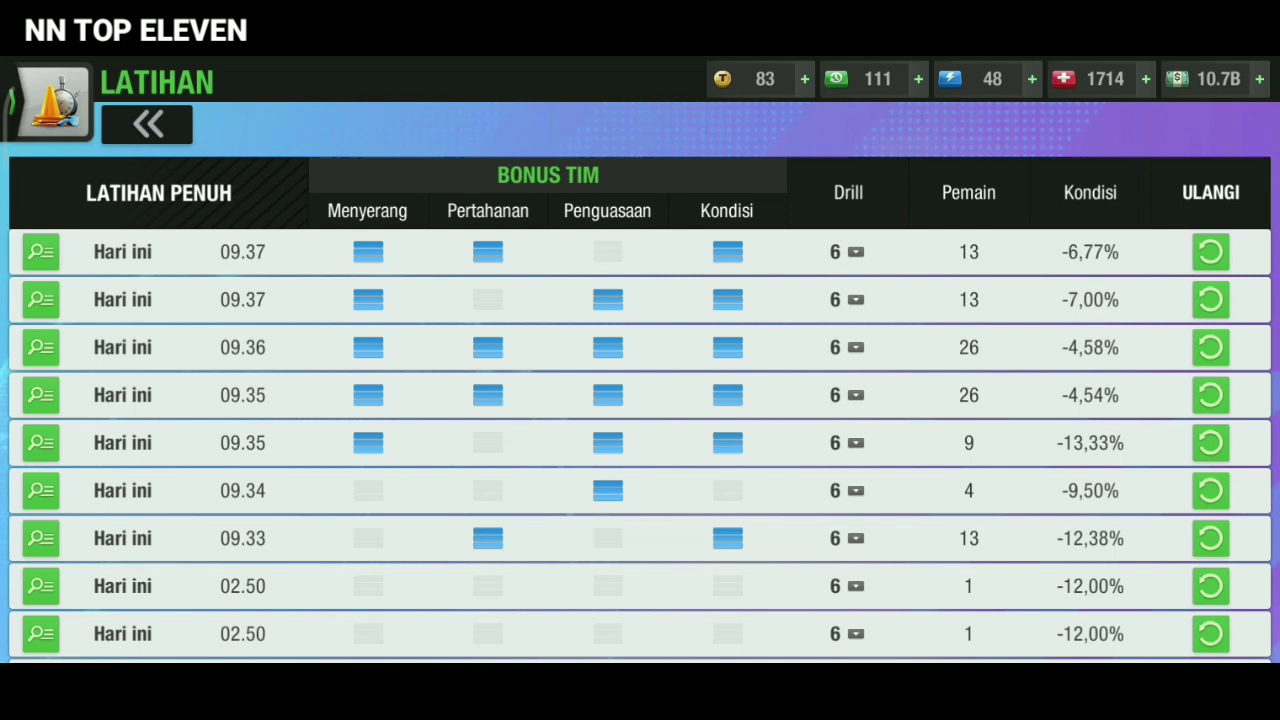 NN TOP ELEVEN
LATIHAN
T 83 + 111 + 48 + 1714 + $ 10.7B +
LATIHAN PENUH
BONUS TIM
Menyerang Pertahanan Penguasaan Kondisi
Drill Pemain Kondisi ULANGI
Hari ini 09.37 6 13 -6,77%
Hari ini 09.37 6 13 -7,00%
Hari ini 09.36 6 26 -4,58%
Hari ini 09.35 6 26 -4,54%
Hari ini 09.35 6 9 -13,33%
Hari ini 09.34 6 4 -9,50%
Hari ini 09.33 6 13 -12,38%
Hari ini 02.50 6 1 -12,00%
Hari ini 02.50 6 1 -12,00%